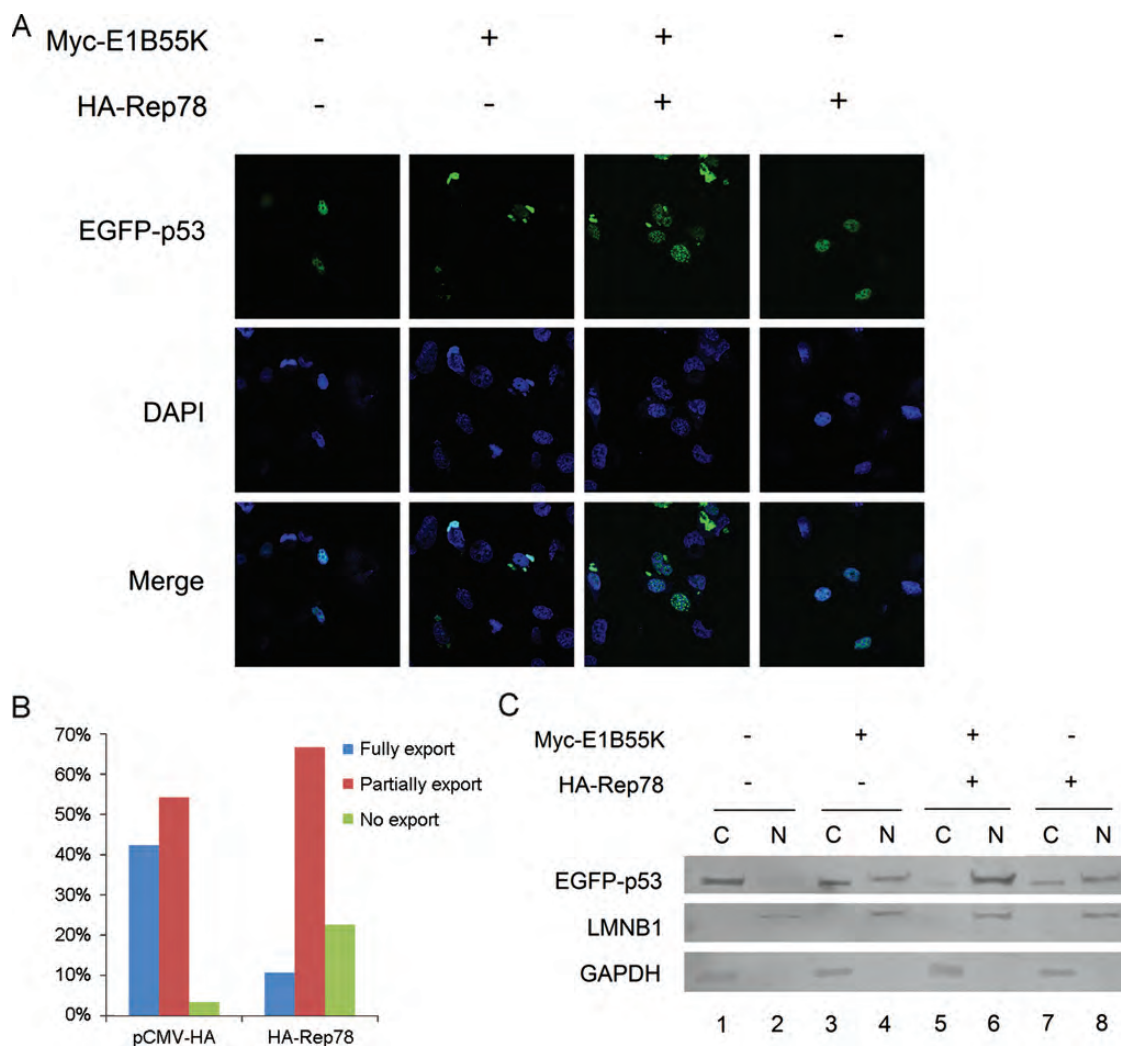 A
Myc-E1B55K - + + -
HA-Rep78 - - + +
EGFP-p53
DAPI
Merge
B
70%
60%
50%
40%
30%
20%
10%
0%
Fully export
Partially export
No export
pCMV-HA HA-Rep78
C
Myc-E1B55K - + + -
HA-Rep78 - - + +
C N C N C N C N
EGFP-p53
LMNB1
GAPDH
1 2 3 4 5 6 7 8